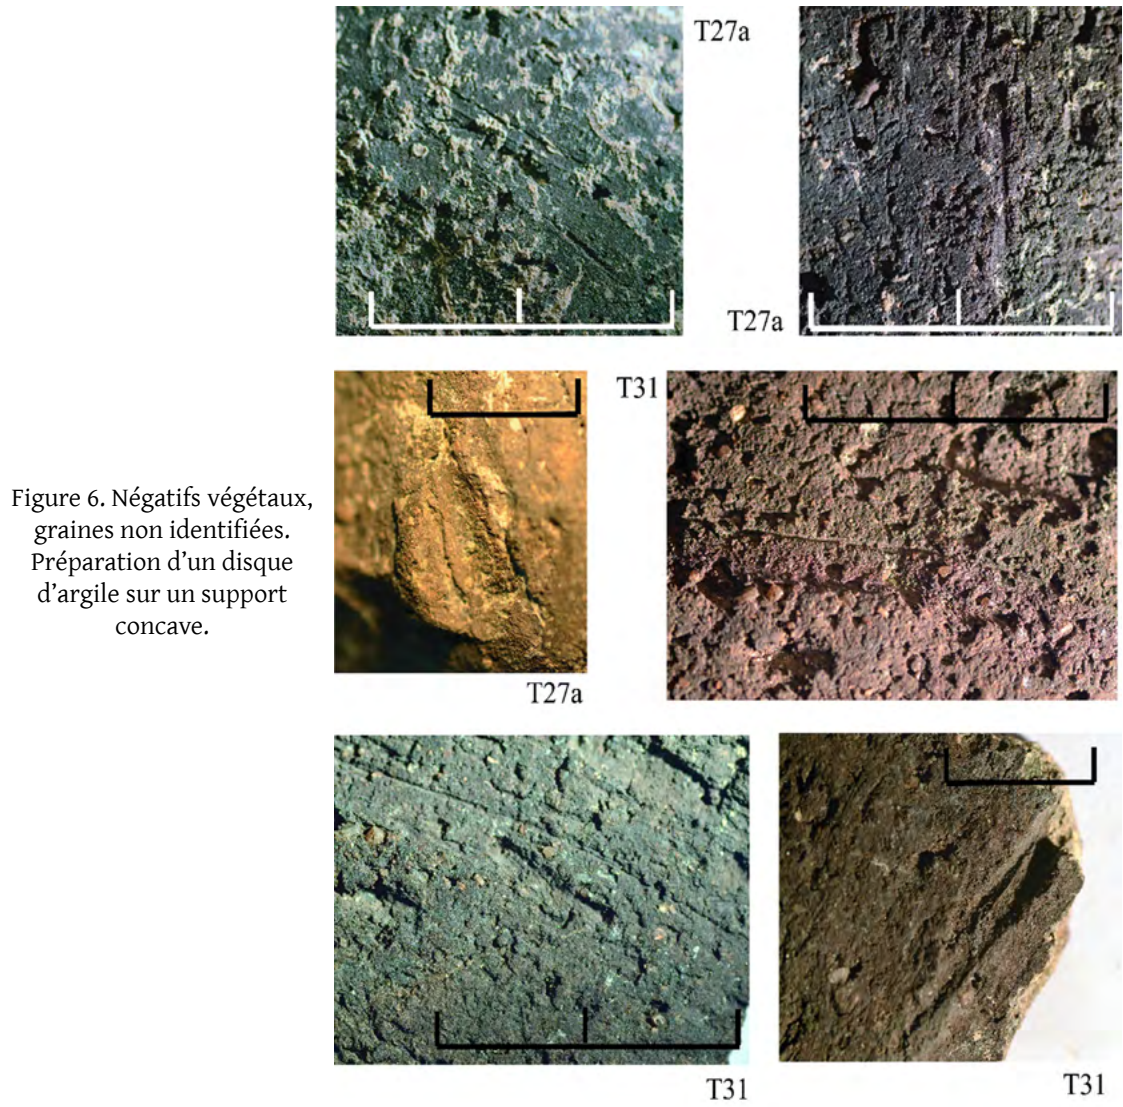 T27a
T27a
T31
Figure 6. Négatifs végétaux,
graines non identifiées.
Préparation d'un disque
d'argile sur un support
concave.
T27a
T31
T31